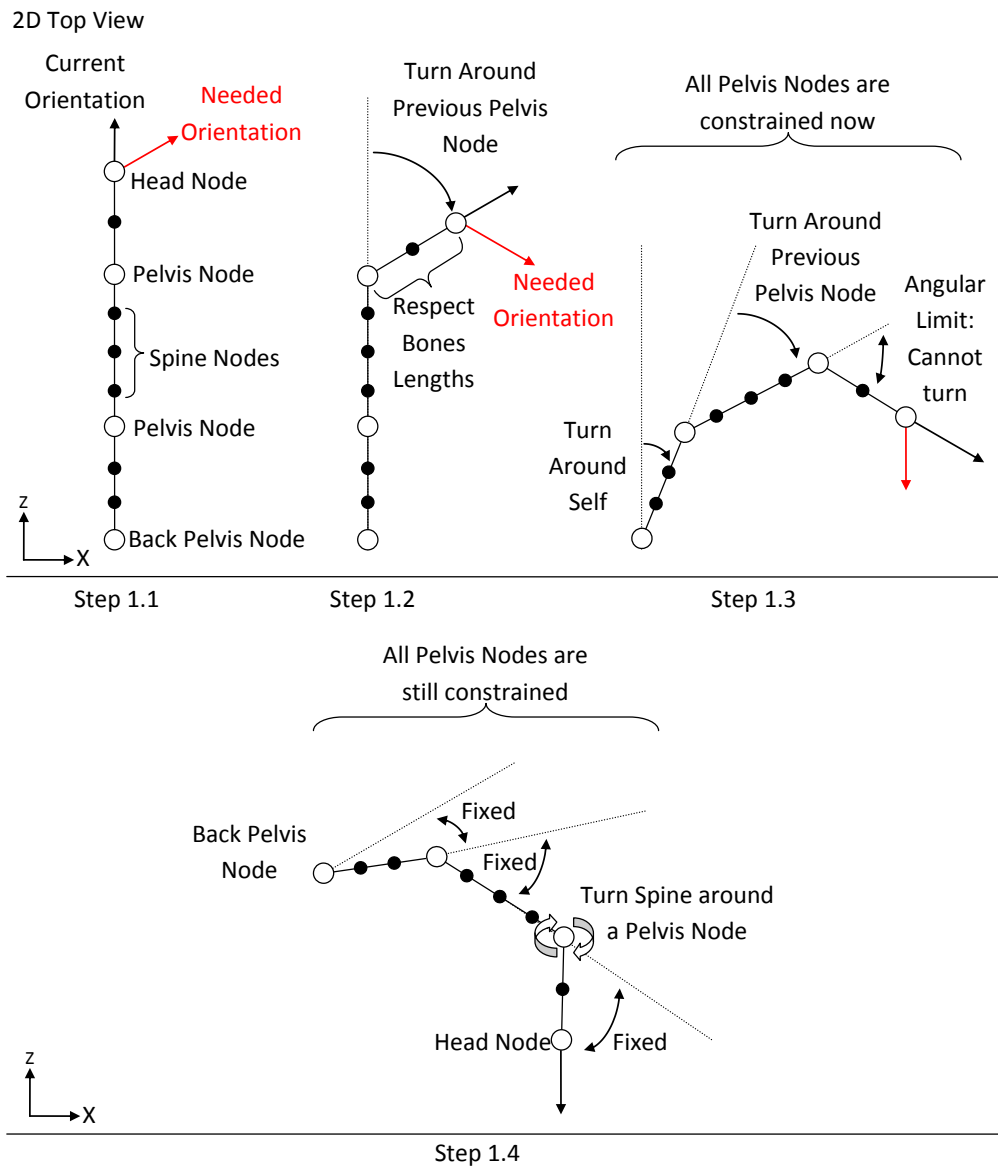 2D Top View
Current
Orientation
Needed
Orientation
Head Node
Pelvis Node
Spine Nodes
Pelvis Node
Back Pelvis Node
Z
X
Step 1.1
Turn Around
Previous Pelvis
Node
Needed
Orientation
Respect
Bones
Lengths
Step 1.2
All Pelvis Nodes are
constrained now
Turn Around
Previous
Pelvis Node
Angular
Limit:
Cannot
turn
Turn
Around
Self
Step 1.3
All Pelvis Nodes are
still constrained
Back Pelvis
Node
Fixed
Fixed
Turn Spine around
a Pelvis Node
Head Node
Fixed
Z
X
Step 1.4